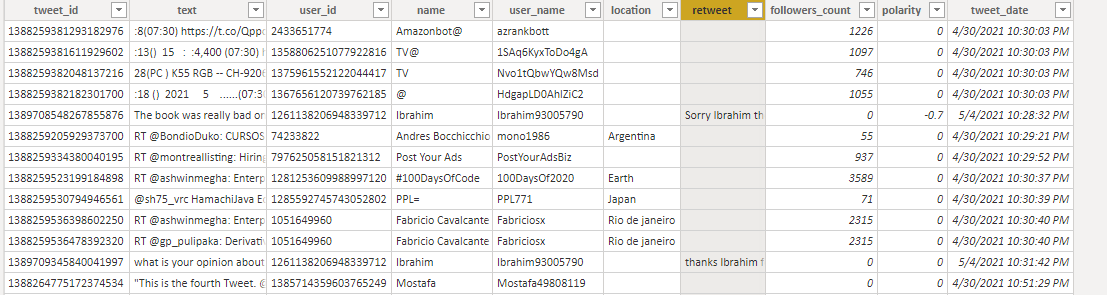 tweet_id text user_id name user_name location retweet followers_count polarity tweet_date
1388259381293182976 :8(07:30) https://t.co/Qppc 2433651774 Amazonbot@ azrankbott 1226 0 4/30/2021 10:30:03 PM
1388259381611929602 :13() 15 : :4,400 (07:30) h 1358806251077922816 TV@ 1SAq6KyxToDo4gA 1097 0 4/30/2021 10:30:03 PM
1388259382048137216 28(PC ) K55 RGB -- CH-920 1375961552122044417 TV Nvo1tQbwYQw8Msd 746 0 4/30/2021 10:30:03 PM
1388259382182301700 :18 () 2021 5 ......(07:3 1367656120739762185 @ HdgapLD0AhIZiC2 1055 0 4/30/2021 10:30:03 PM
1389708548267855876 The book was really bad or 1261138206948339712 Ibrahim Ibrahim93005790 Sorry Ibrahim th 0 -0.7 5/4/2021 10:28:32 PM
1388259205929373700 RT @BondioDuko: CURSOS 74233822 Andres Bocchicchio mono1986 Argentina 55 0 4/30/2021 10:29:21 PM
1388259334380040195 RT @montreallisting: Hiring 797625058151821312 Post Your Ads PostYourAdsBiz 937 0 4/30/2021 10:29:52 PM
1388259523199184898 RT @ashwinmegha: Enterp 1281253609988997120 #100DaysOfCode 100DaysOf2020 Earth 3589 0 4/30/2021 10:30:37 PM
1388259530794946561 @sh75_vrc HamachiJava E 1285592745743052802 PPL= PPL771 Japan 71 0 4/30/2021 10:30:39 PM
1388259536398602250 RT @ashwinmegha: Enterp 1051649960 Fabricio Cavalcante Fabriciosx Rio de janeiro 2315 0 4/30/2021 10:30:40 PM
1388259536478392320 RT @gp_pulipaka: Derivati 1051649960 Fabricio Cavalcante Fabriciosx Rio de janeiro 2315 0 4/30/2021 10:30:40 PM
1389709345840041997 what is your opinion about 1261138206948339712 Ibrahim Ibrahim93005790 thanks Ibrahim f 0 0 5/4/2021 10:31:42 PM
1388264775172374534 "This is the fourth Tweet. @ 1385714359603765249 Mostafa Mostafa49808119 0 0 4/30/2021 10:51:29 PM